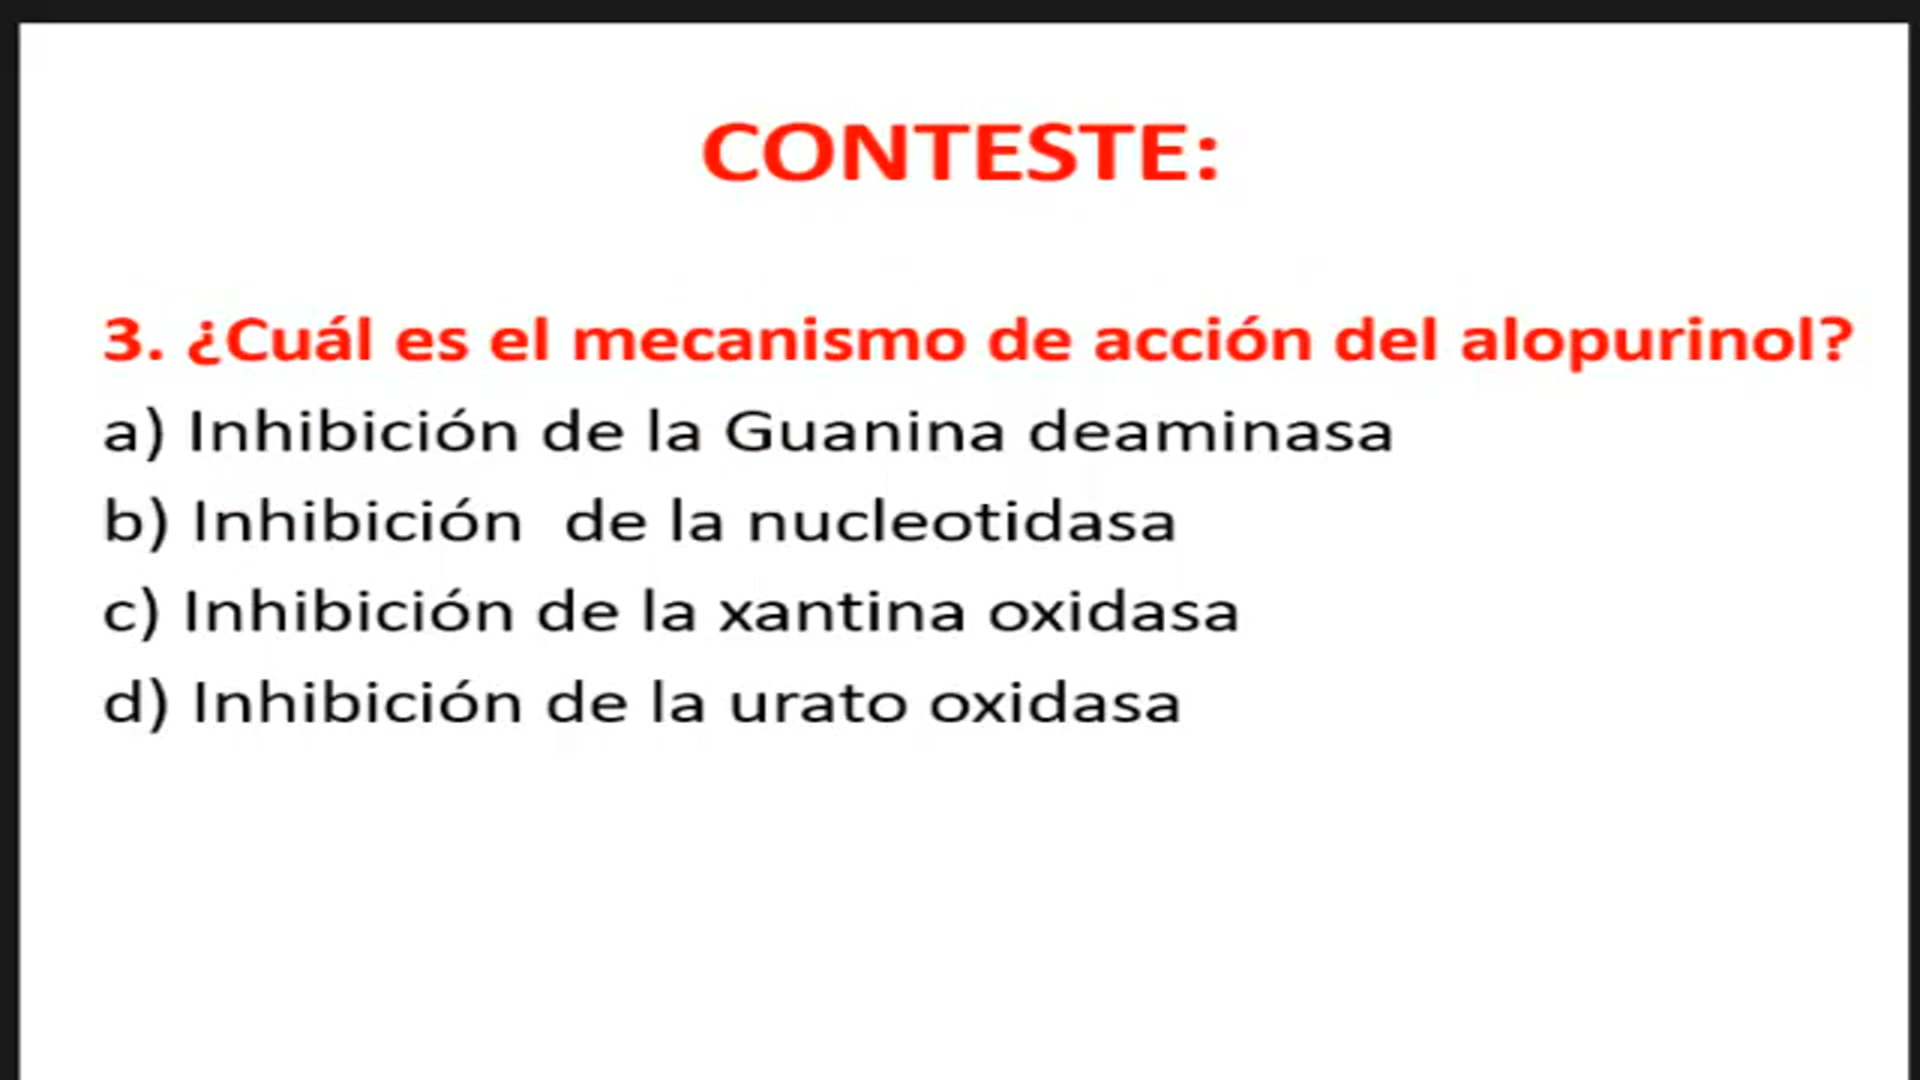 CONTESTE:
3. ¿Cuál es el mecanismo de acción del alopurinol?
a) Inhibición de la Guanina deaminasa
b) Inhibición  de la nucleotidasa
c) Inhibición de la xantina oxidasa
d) Inhibición de la urato oxidasa